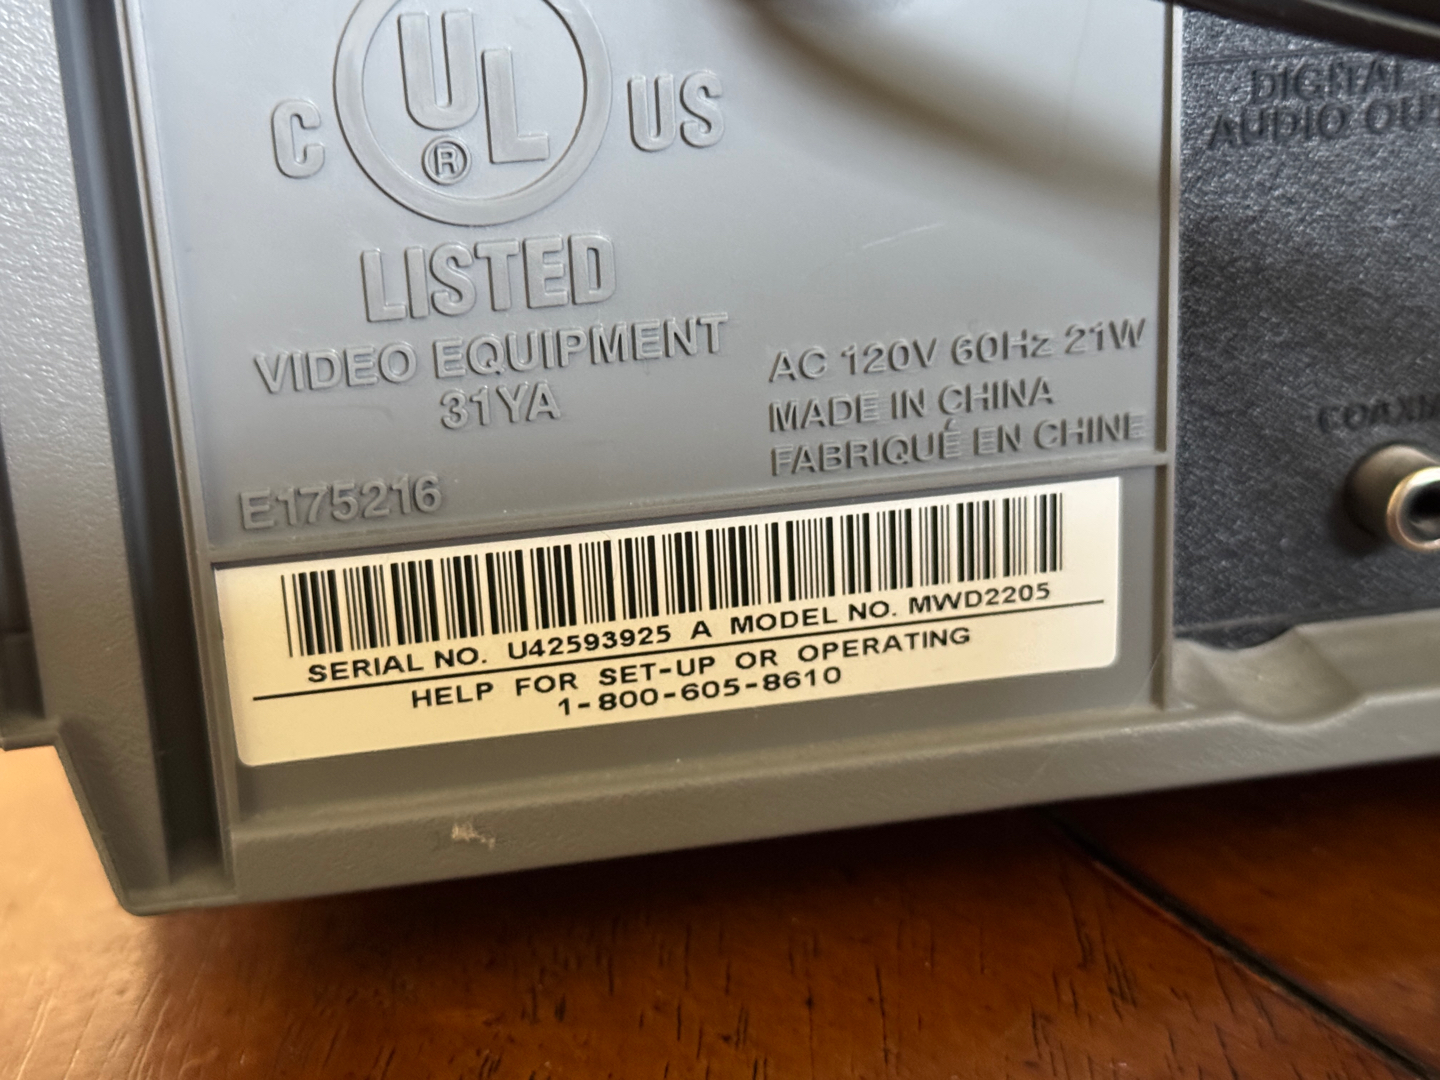 C UL® US
LISTED
VIDEO EQUIPMENT
31YA
E175216
AC 120V 60Hz 21W
MADE IN CHINA
FABRIQUÉ EN CHINE
SERIAL NO. U42593925 A MODEL NO. MWD2205
HELP FOR SET-UP OR OPERATING
1-800-605-8610
DIGITAL
AUDIO